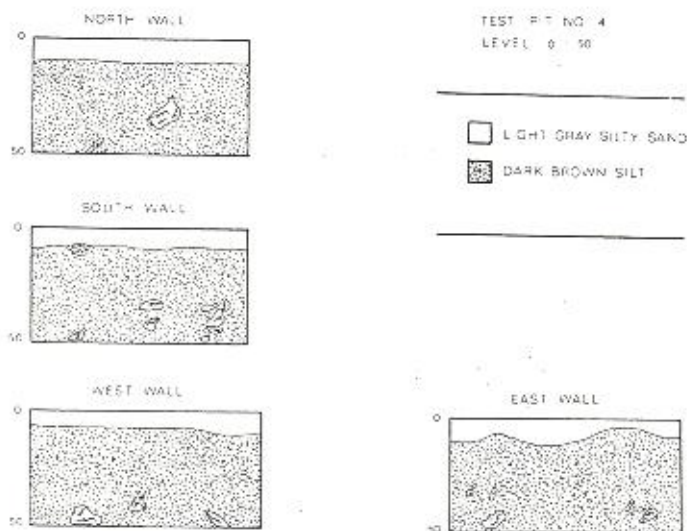 NORTH WALL
0
50
TEST PIT NO 4
LEVEL 0 50
LIGHT GRAY SILTY SAND
DARK BROWN SILT
SOUTH WALL
0
50
WEST WALL
0
50
EAST WALL
0
50